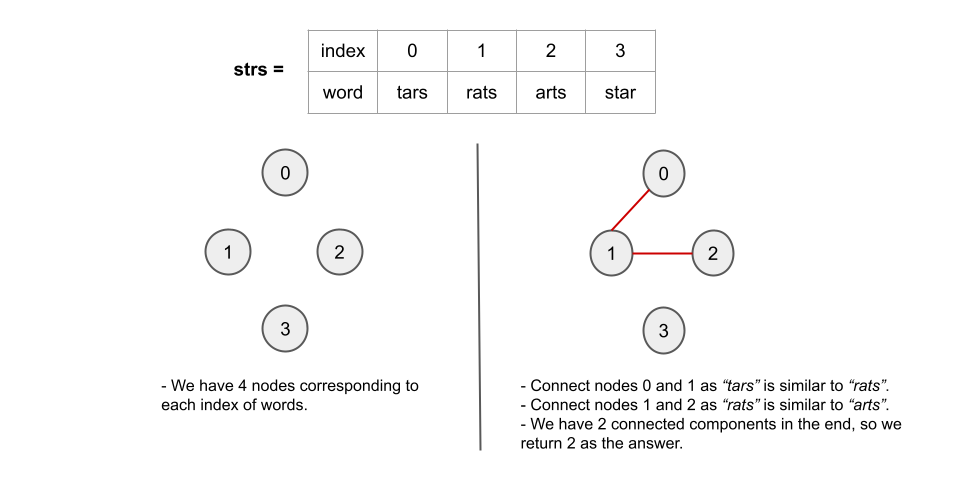 strs =
index 0 1 2 3
word tars rats arts star
0
1 2
3
- We have 4 nodes corresponding to
each index of words.
0
1 2
3
- Connect nodes 0 and 1 as “tars” is similar to “rats”.
- Connect nodes 1 and 2 as “rats” is similar to “arts”.
- We have 2 connected components in the end, so we
return 2 as the answer.